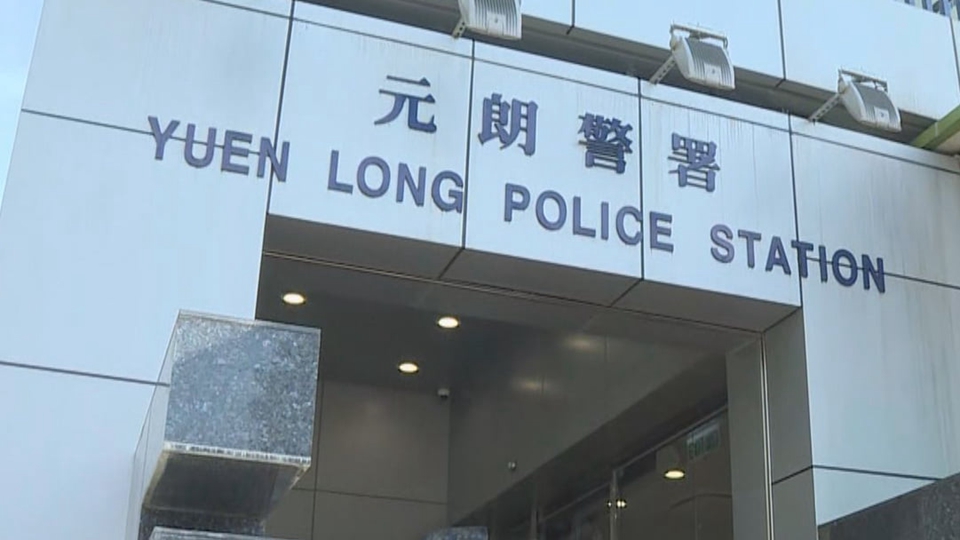 元朗警署
YUEN LONG POLICE STATION